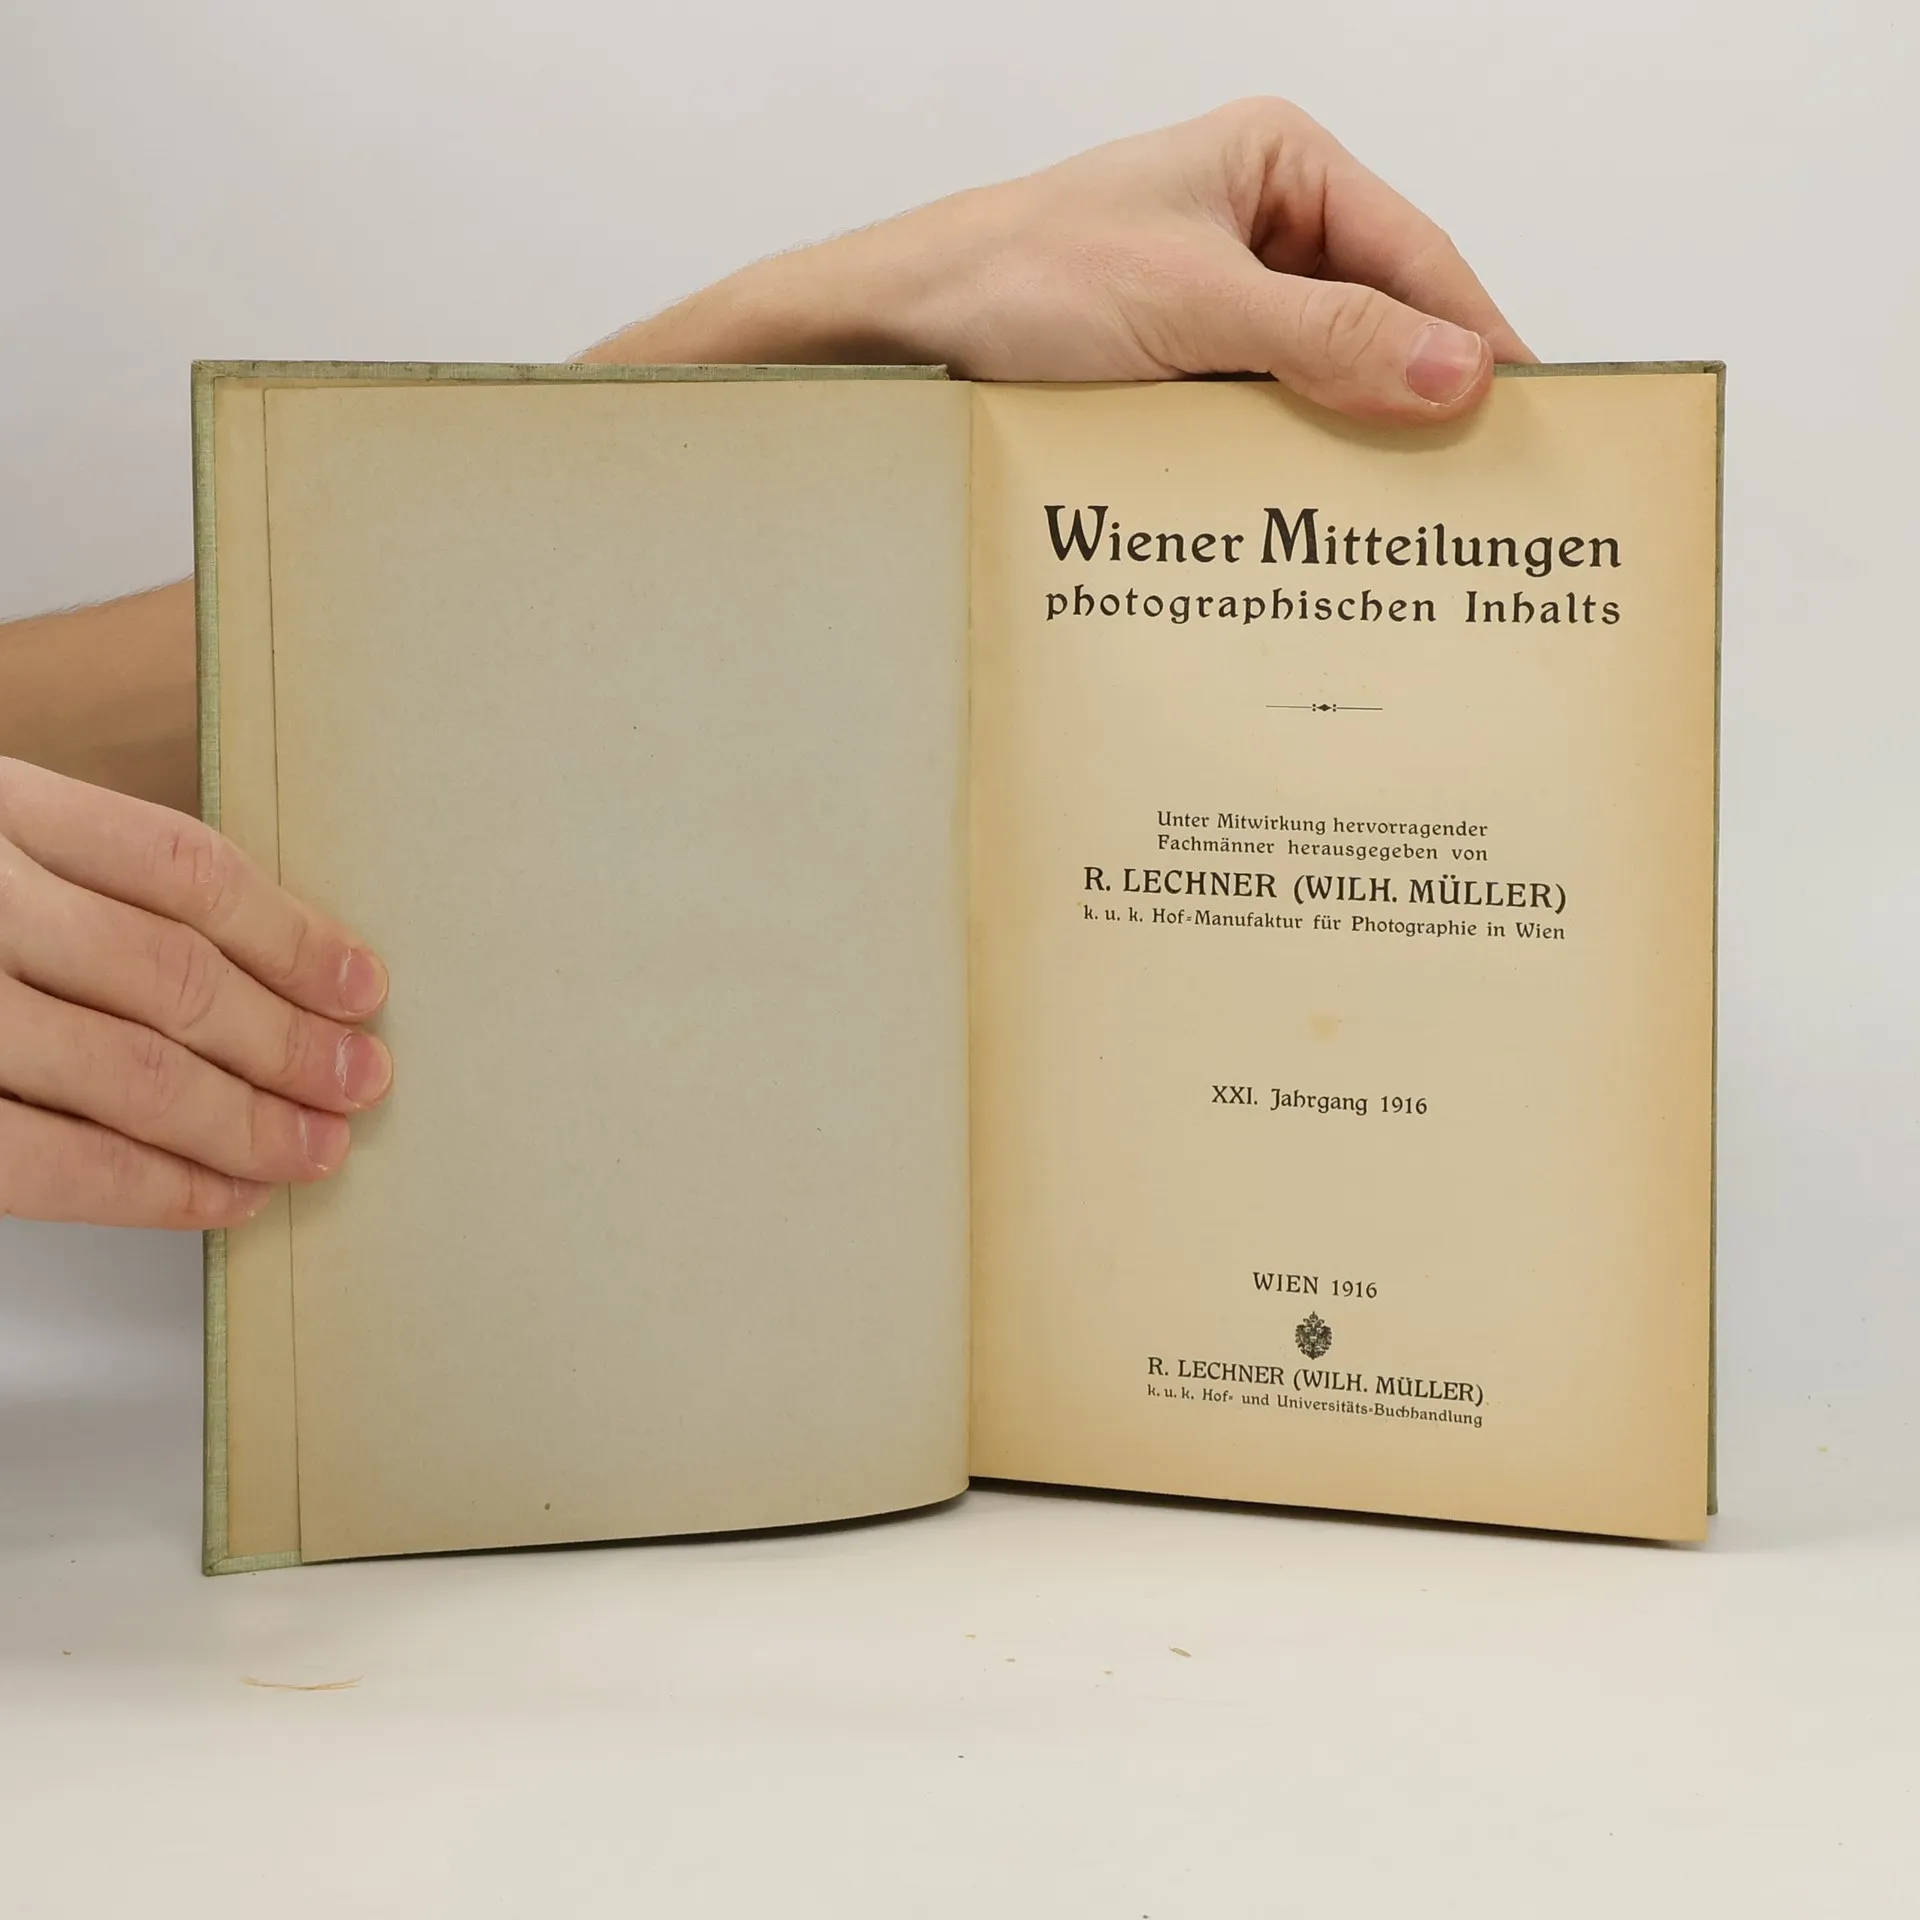 Wiener Mitteilungen
photographischen Inhalts
Unter Mitwirkung hervorragender
Fachmänner herausgegeben von
R. LECHNER (WILH. MÜLLER)
k. u. k. Hof-Manufaktur für Photographie in Wien
XXI. Jahrgang 1916
WIEN 1916
R. LECHNER (WILH. MÜLLER)
k. u. k. Hof- und Universitäts-Buchhandlung